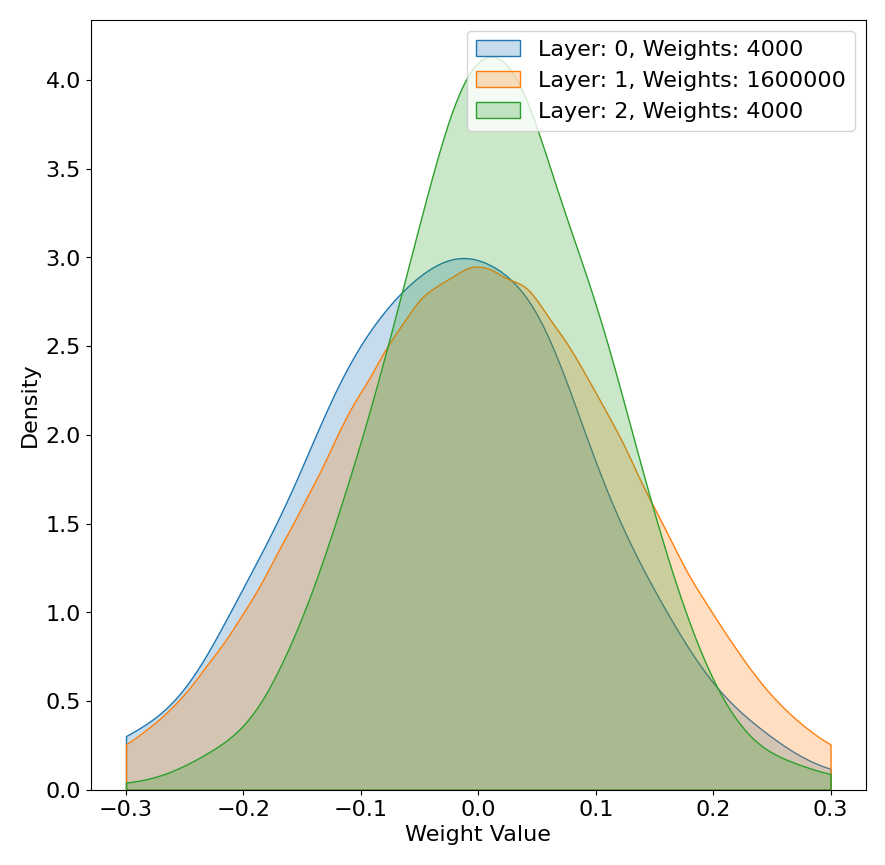 Layer: 0, Weights: 4000
Layer: 1, Weights: 1600000
Layer: 2, Weights: 4000
4.0
3.5
3.0
2.5
2.0
1.5
1.0
0.5
0.0
Density
−0.3 −0.2 −0.1 0.0 0.1 0.2 0.3
Weight Value